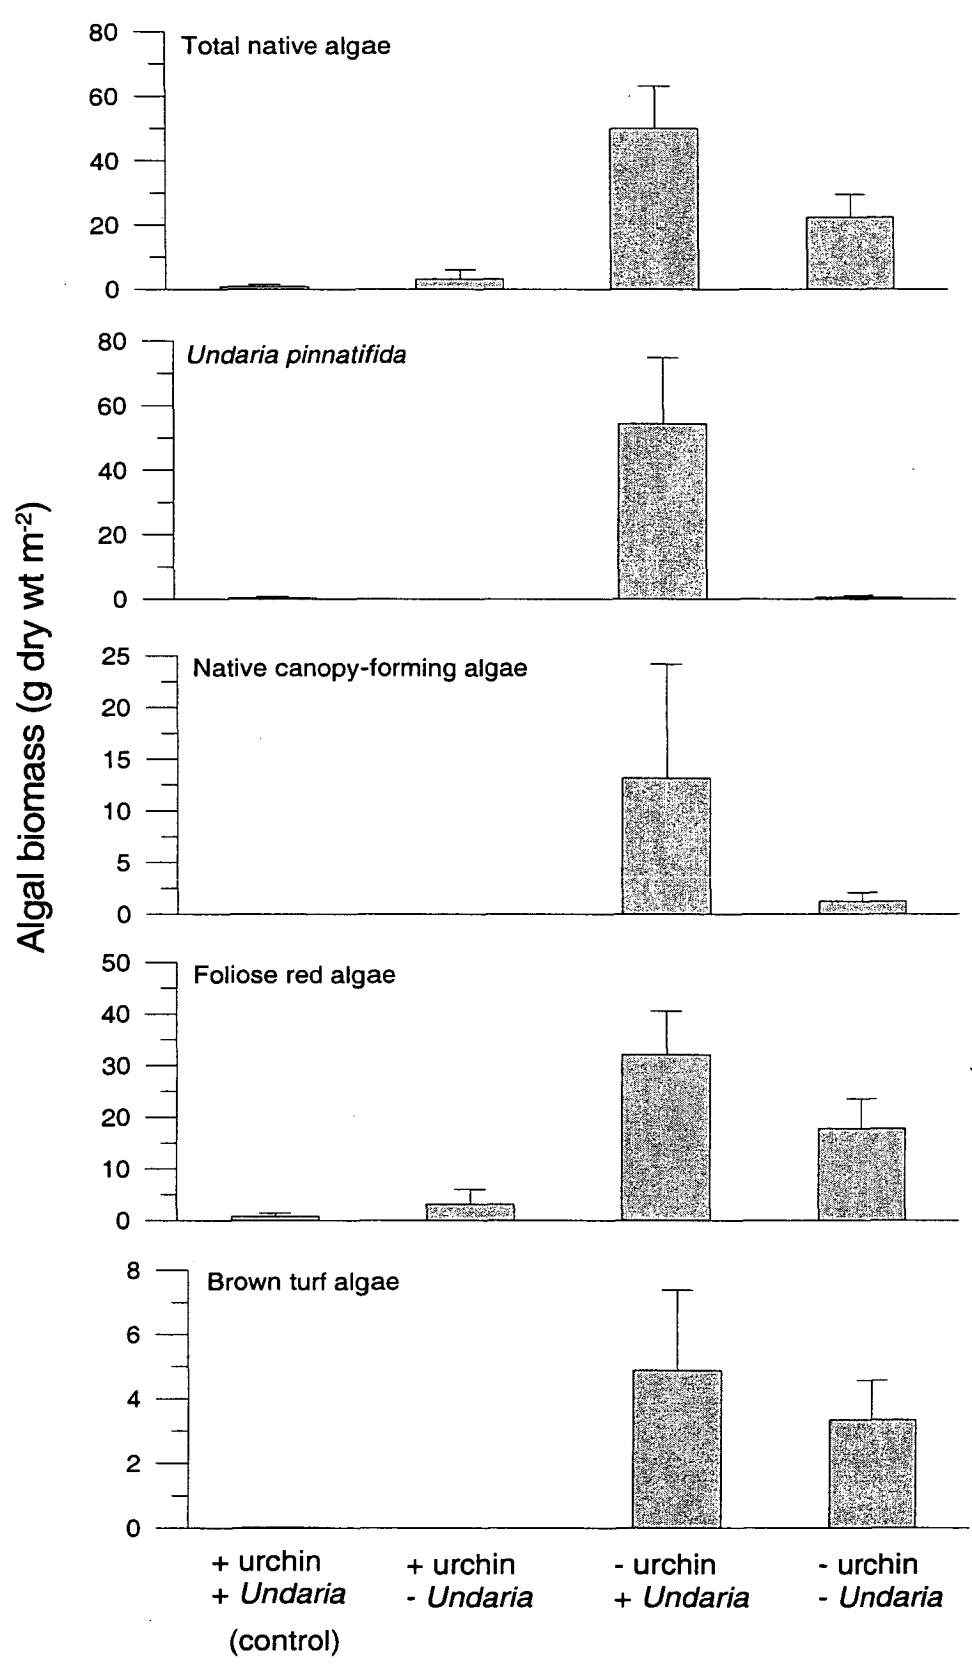 Algal biomass (g dry wt m-2)
Total native algae
80
60
40
20
0
Undaria pinnatifida
80
60
40
20
0
Native canopy-forming algae
25
20
15
10
5
0
Foliose red algae
50
40
30
20
10
0
Brown turf algae
8
6
4
2
0
+ urchin
+ Undaria
(control)
+ urchin
- Undaria
- urchin
+ Undaria
- urchin
- Undaria